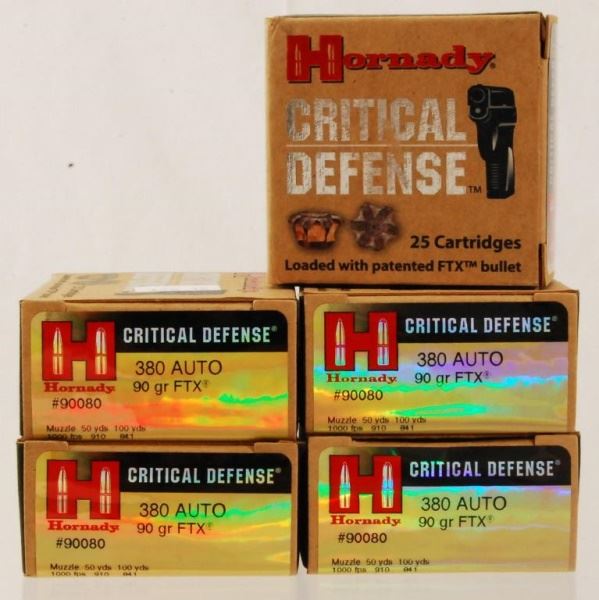 Hornady®
CRITICAL
DEFENSE™
25 Cartridges
Loaded with patented FTX™ bullet
H
Hornady
CRITICAL DEFENSE®
380 AUTO
90 gr FTX®
#90080
Muzzle 50 yds 100 yds
1000 fps 910 841
H
Hornady
CRITICAL DEFENSE®
380 AUTO
90 gr FTX®
#90080
Muzzle 50 yds 100 yds
1000 fps 910 841
H
Hornady
CRITICAL DEFENSE®
380 AUTO
90 gr FTX®
#90080
Muzzle 50 yds 100 yds
1000 fps 910 841
H
Hornady
CRITICAL DEFENSE®
380 AUTO
90 gr FTX®
#90080
Muzzle 50 yds 100 yds
1000 fps 910 841